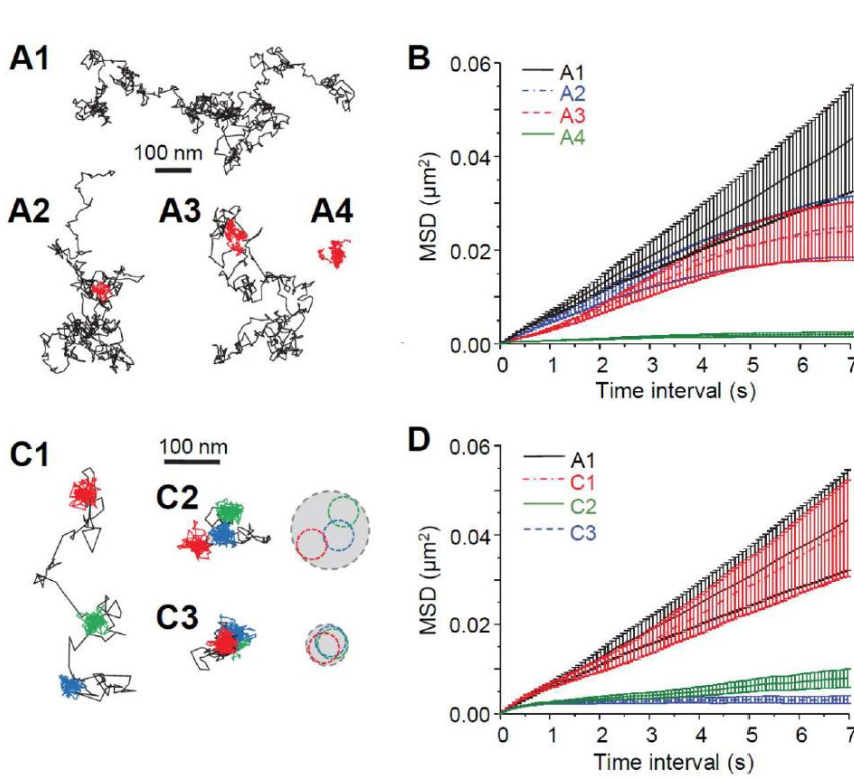 A1
100 nm
A2
A3
A4
B
0.06
0.04
0.02
0.00
MSD (µm²)
A1
A2
A3
A4
0 1 2 3 4 5 6 7
Time interval (s)
C1
100 nm
C2
C3
D
0.06
0.04
0.02
0.00
MSD (µm²)
A1
C1
C2
C3
0 1 2 3 4 5 6 7
Time interval (s)